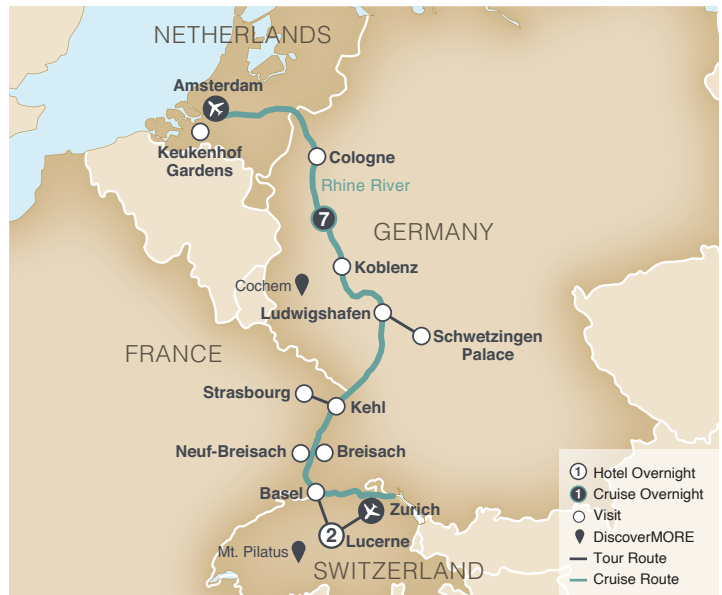 NETHERLANDS
Amsterdam
Keukenhof
Gardens
Cologne
Rhine River
7
GERMANY
Koblenz
Cochem
Ludwigshafen
Schwetzingen
Palace
FRANCE
Strasbourg
Kehl
Neuf-Breisach
Breisach
Basel
Zurich
2
Lucerne
Mt. Pilatus
SWITZERLAND
1 Hotel Overnight
1 Cruise Overnight
Visit
DiscoverMORE
Tour Route
Cruise Route